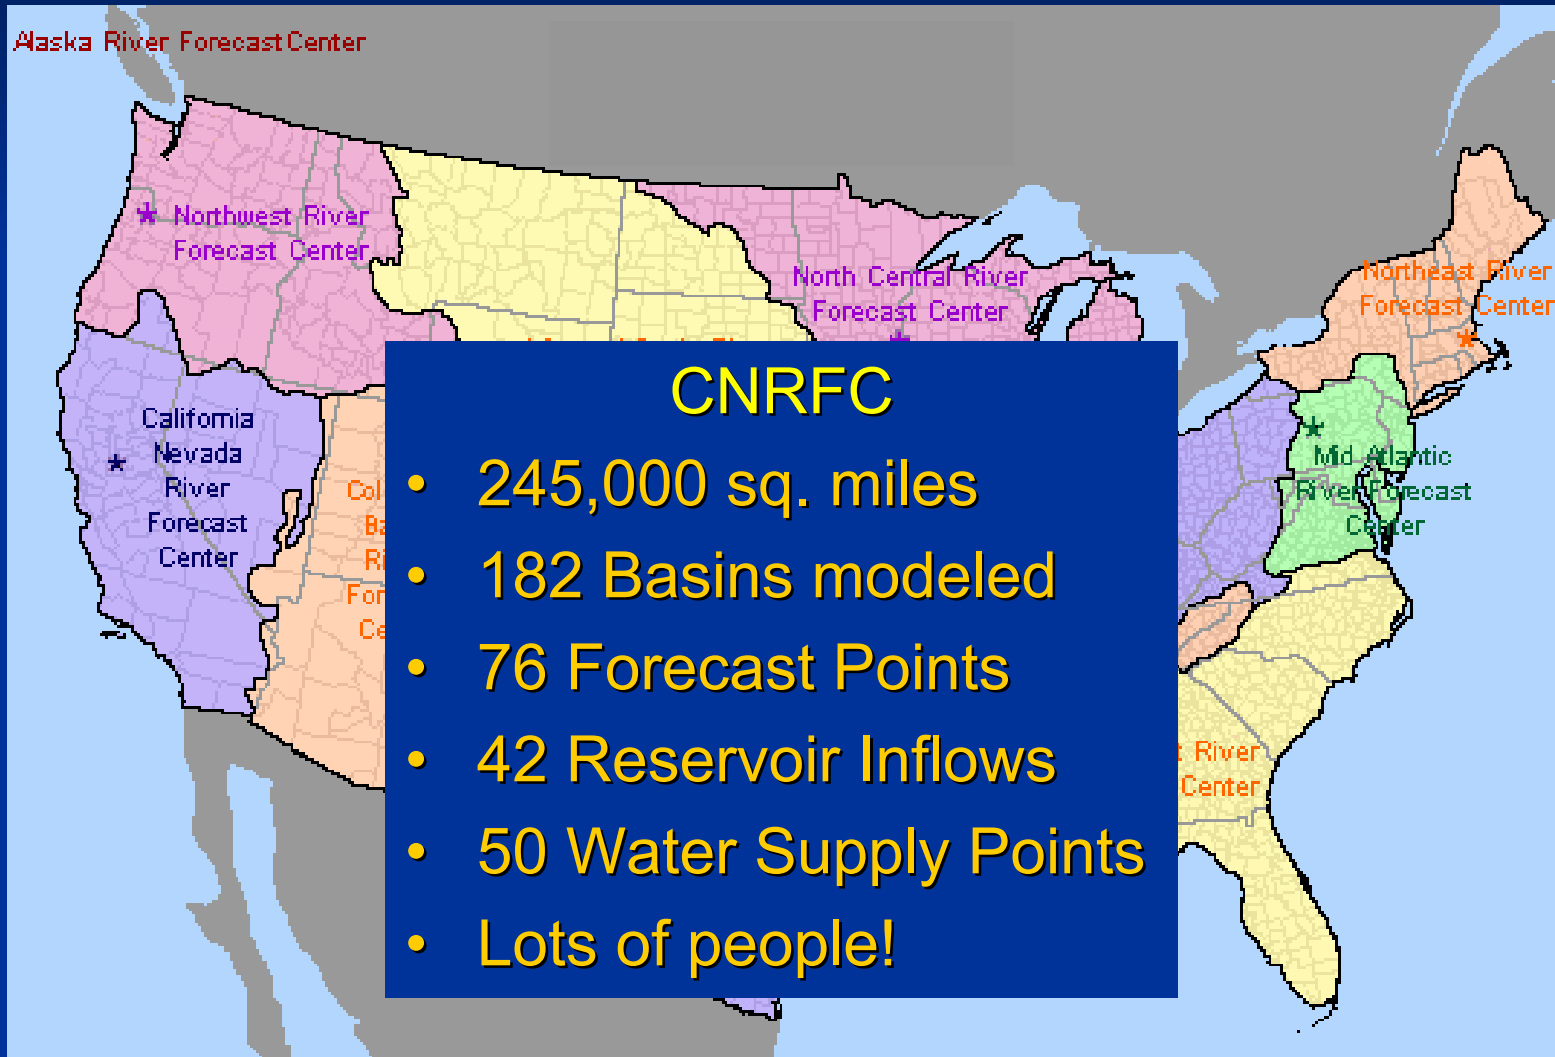 Alaska River Forecast Center
Northwest River
Forecast Center
North Central River
Forecast Center
Northeast River
Forecast Center
California
Nevada
River
Forecast
Center
Mid Atlantic
River Forecast
Center
River
Center
CNRFC
• 245,000 sq. miles
• 182 Basins modeled
• 76 Forecast Points
• 42 Reservoir Inflows
• 50 Water Supply Points
• Lots of people!